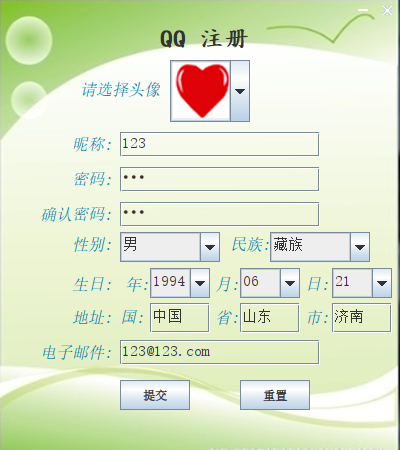 QQ 注册
请选择头像
昵称: 123
密码: •••
确认密码: •••
性别: 男 民族: 藏族
生日: 年: 1994 月: 06 日: 21
地址: 国: 中国 省: 山东 市: 济南
电子邮件: 123@123.com
提交 重置